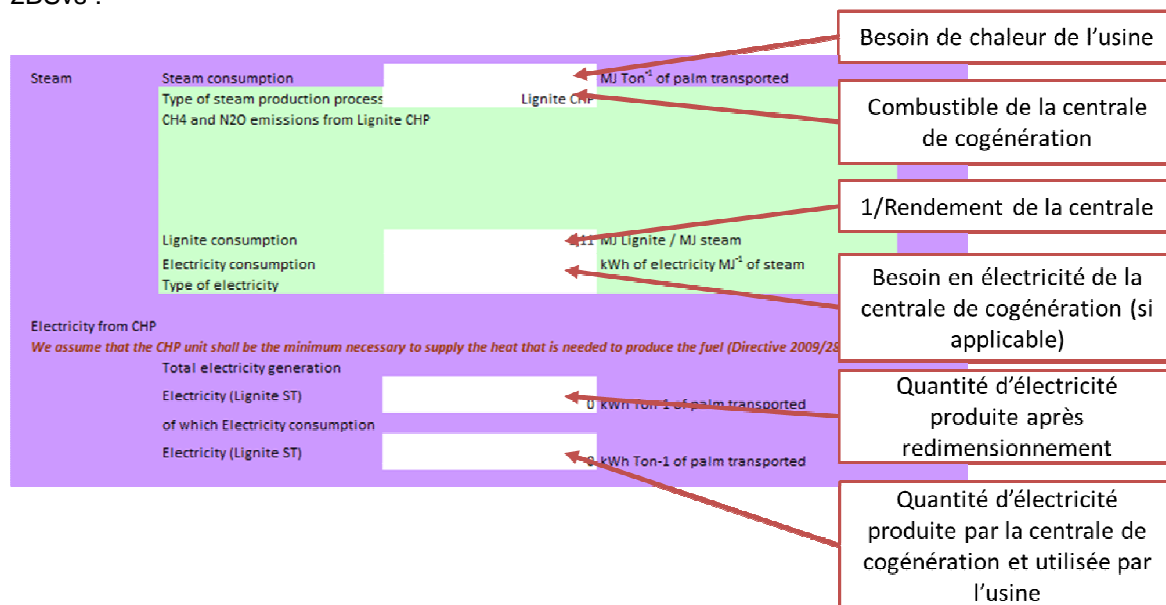 Besoin de chaleur de l'usine
Steam Steam consumption MJ Ton⁻¹ of palm transported
Type of steam production process Lignite CHP
CH4 and N2O emissions from Lignite CHP
Combustible de la centrale
de cogénération
1/Rendement de la centrale
Lignite consumption MJ Lignite / MJ steam
Electricity consumption kWh of electricity MJ⁻¹ of steam
Type of electricity
Besoin en électricité de la
centrale de cogénération (si
applicable)
Electricity from CHP
We assume that the CHP unit shall be the minimum necessary to supply the heat that is needed to produce the fuel (Directive 2009/28
Total electricity generation
Electricity (Lignite ST) 0 kWh Ton-1 of palm transported
of which Electricity consumption
Electricity (Lignite ST) 0 kWh Ton-1 of palm transported
Quantité d'électricité
produite après
redimensionnement
Quantité d'électricité
produite par la centrale de
cogénération et utilisée par
l'usine